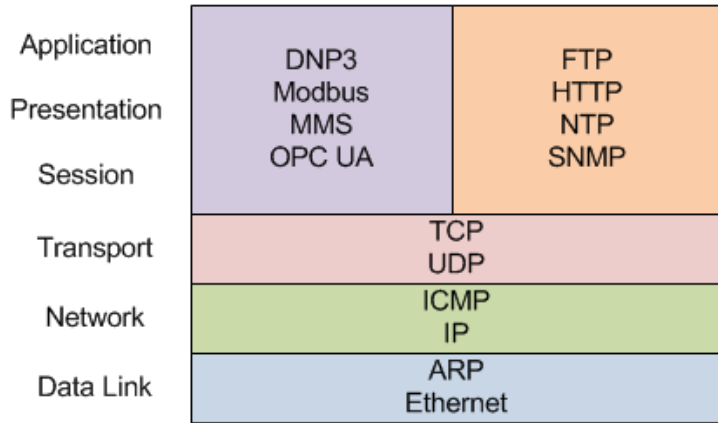 Application
Presentation
Session
DNP3
Modbus
MMS
OPC UA
FTP
HTTP
NTP
SNMP
Transport
TCP
UDP
Network
ICMP
IP
Data Link
ARP
Ethernet